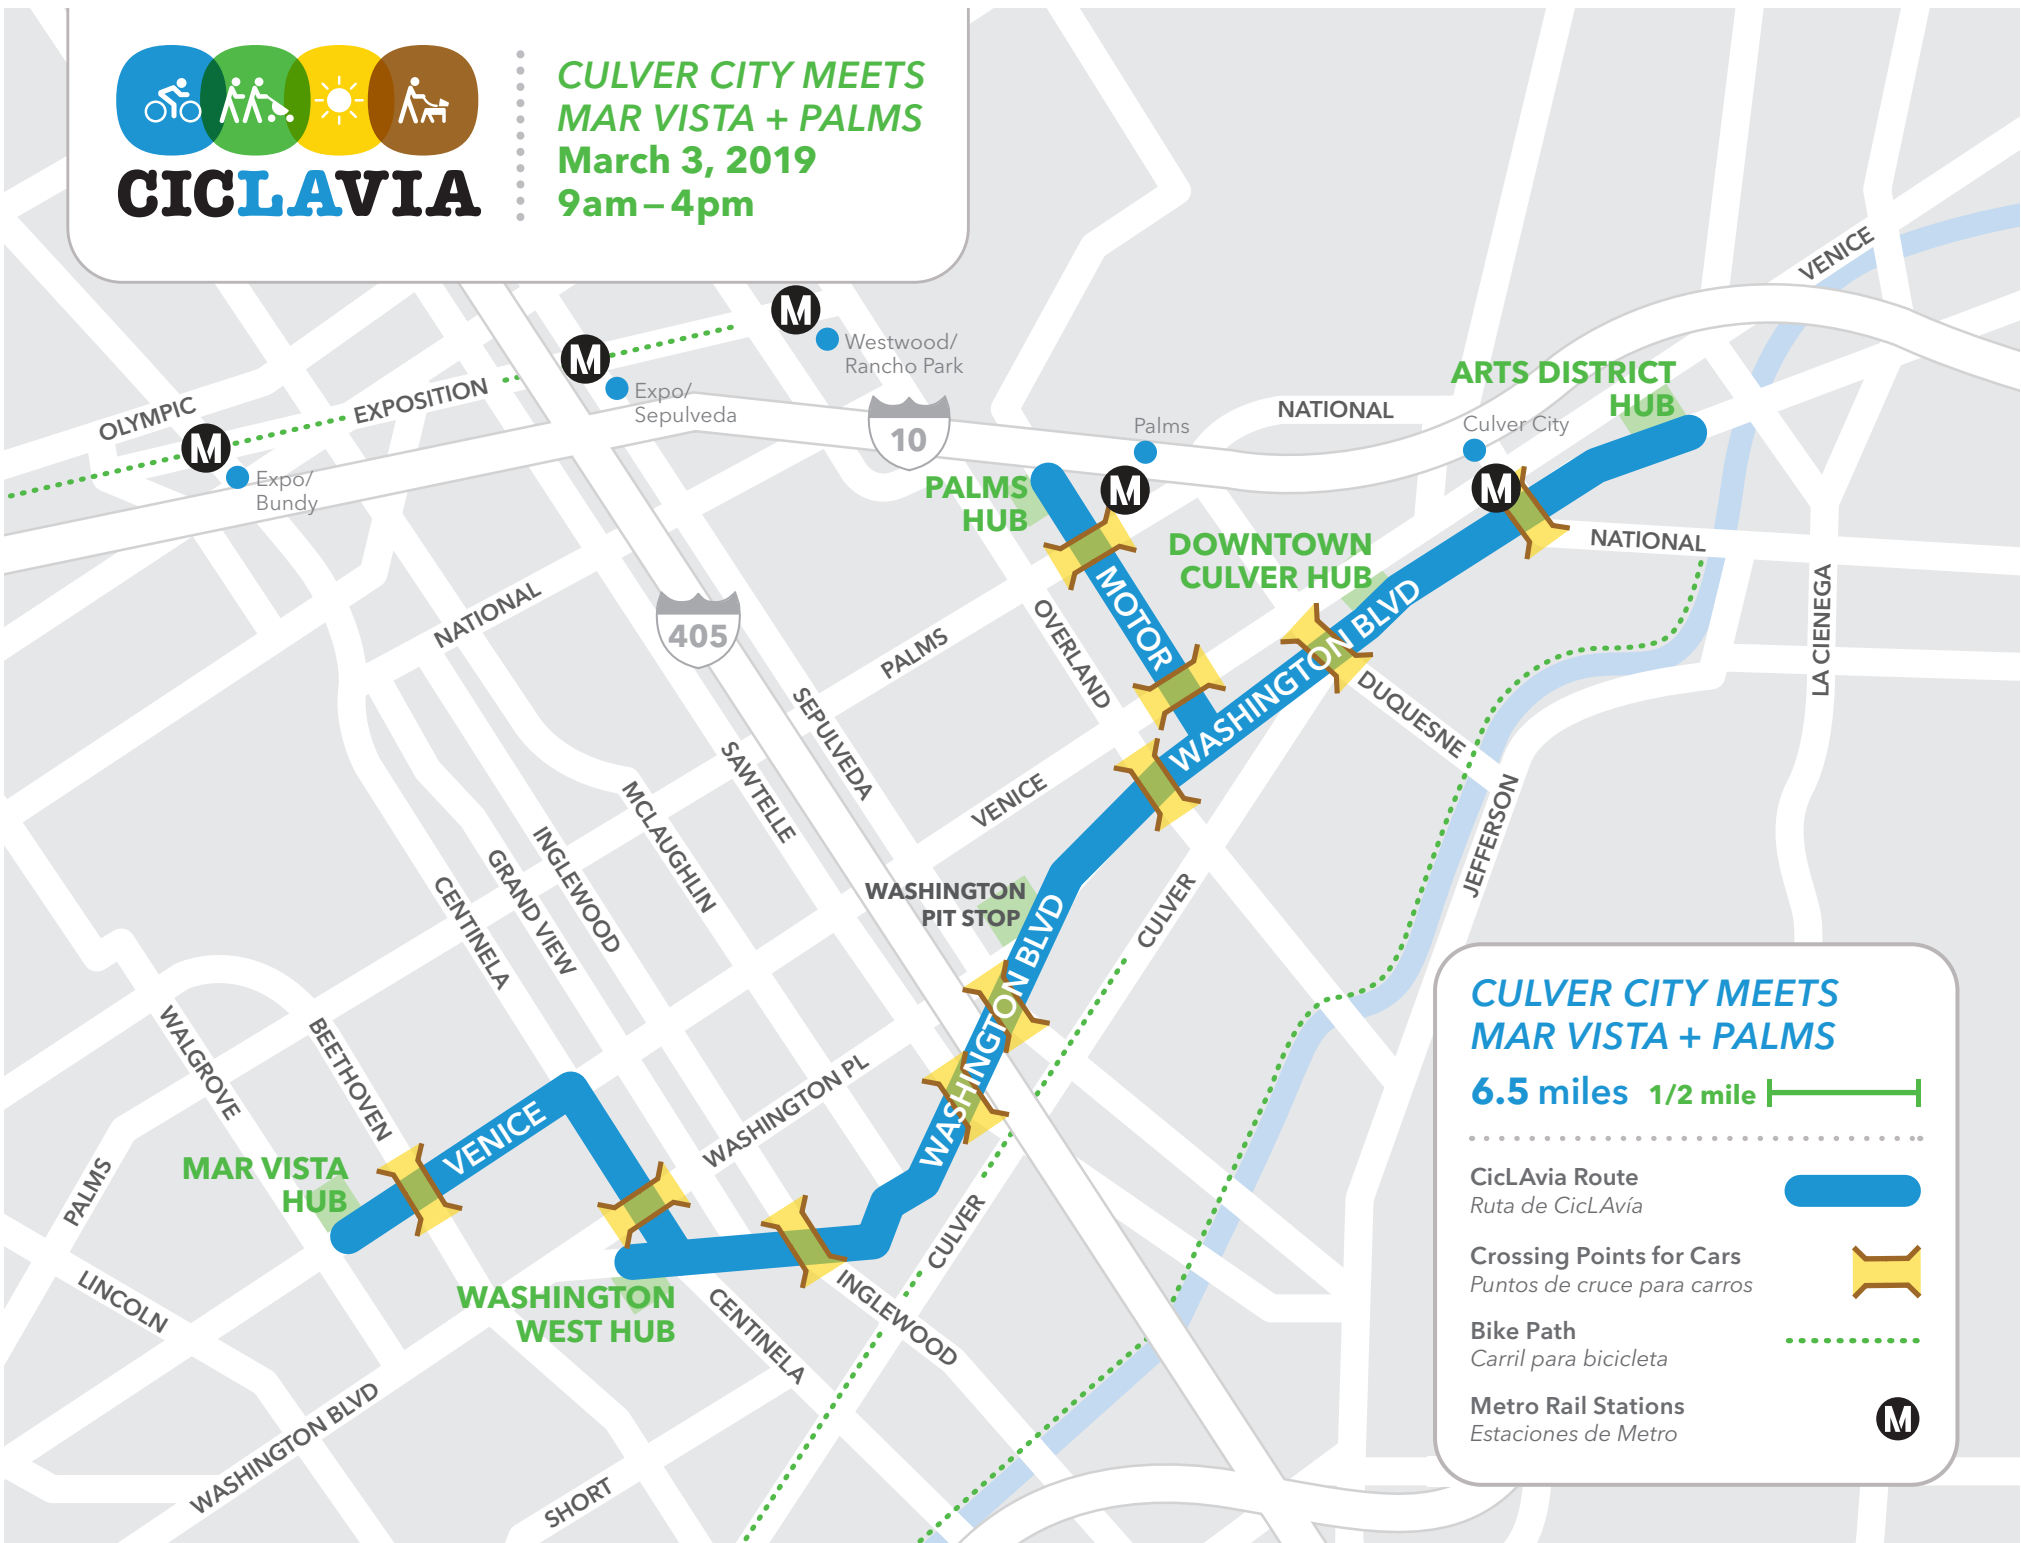 CICLAVIA
CULVER CITY MEETS
MAR VISTA + PALMS
March 3, 2019
9am – 4pm
VENICE
M
Westwood/
Rancho Park
M
Expo/
Sepulveda
OLYMPIC
EXPOSITION
M
Expo/
Bundy
10
Palms
M
NATIONAL
ARTS DISTRICT
HUB
Culver City
M
PALMS
HUB
DOWNTOWN
CULVER HUB
NATIONAL
MOTOR
WASHINGTON BLVD
LA CIENEGA
NATIONAL
405
PALMS
OVERLAND
DUQUESNE
SEPULVEDA
SAWTELLE
VENICE
JEFFERSON
MCLAUGHLIN
INGLEWOOD
GRAND VIEW
CENTINELA
WASHINGTON
PIT STOP
CULVER
WASHINGTON BLVD
WALGROVE
BEETHOVEN
WASHINGTON PL
VENICE
MAR VISTA
HUB
PALMS
CULVER
LINCOLN
WASHINGTON
WEST HUB
CENTINELA
INGLEWOOD
WASHINGTON BLVD
SHORT
CULVER CITY MEETS
MAR VISTA + PALMS
6.5 miles 1/2 mile
CicLAvia Route
Ruta de CicLAvía
Crossing Points for Cars
Puntos de cruce para carros
Bike Path
Carril para bicicleta
Metro Rail Stations
Estaciones de Metro
M